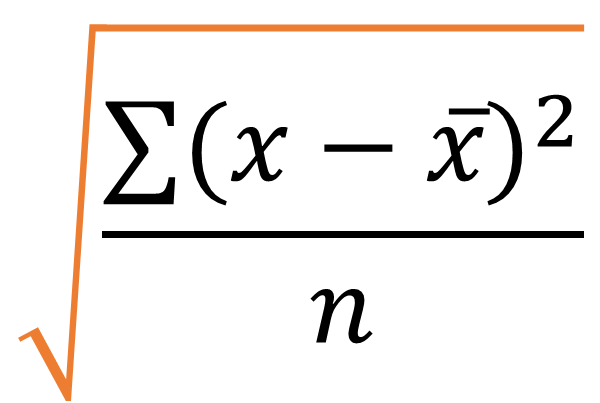 √
∑(x − x̄)²
n